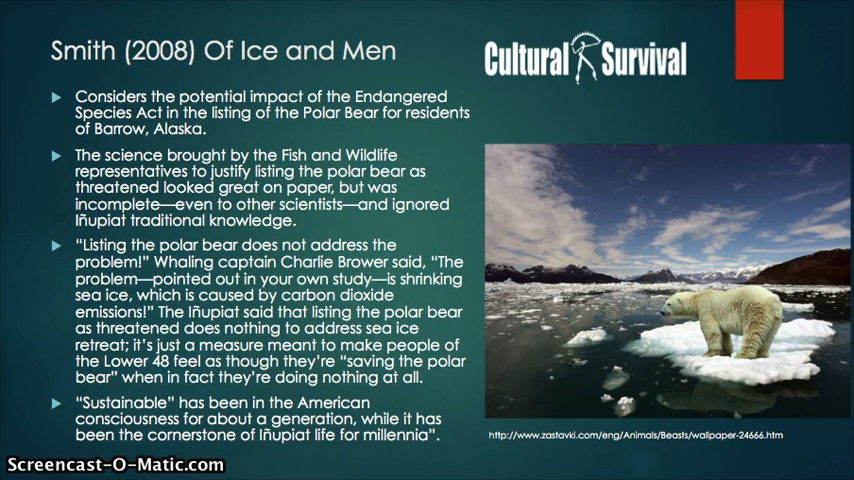 Smith (2008) Of Ice and Men
Cultural Survival
Considers the potential impact of the Endangered
Species Act in the listing of the Polar Bear for residents
of Barrow, Alaska.
The science brought by the Fish and Wildlife
representatives to justify listing the polar bear as
threatened looked great on paper, but was
incomplete—even to other scientists—and ignored
Iñupiat traditional knowledge.
“Listing the polar bear does not address the
problem!” Whaling captain Charlie Brower said, “The
problem—pointed out in your own study—is shrinking
sea ice, which is caused by carbon dioxide
emissions!” The Iñupiat said that listing the polar bear
as threatened does nothing to address sea ice
retreat; it’s just a measure meant to make people of
the Lower 48 feel as though they’re “saving the polar
bear” when in fact they’re doing nothing at all.
“Sustainable” has been in the American
consciousness for about a generation, while it has
been the cornerstone of Iñupiat life for millennia”.
http://www.zastavki.com/eng/Animals/Beasts/wallpaper-24666.htm
Screencast-O-Matic.com